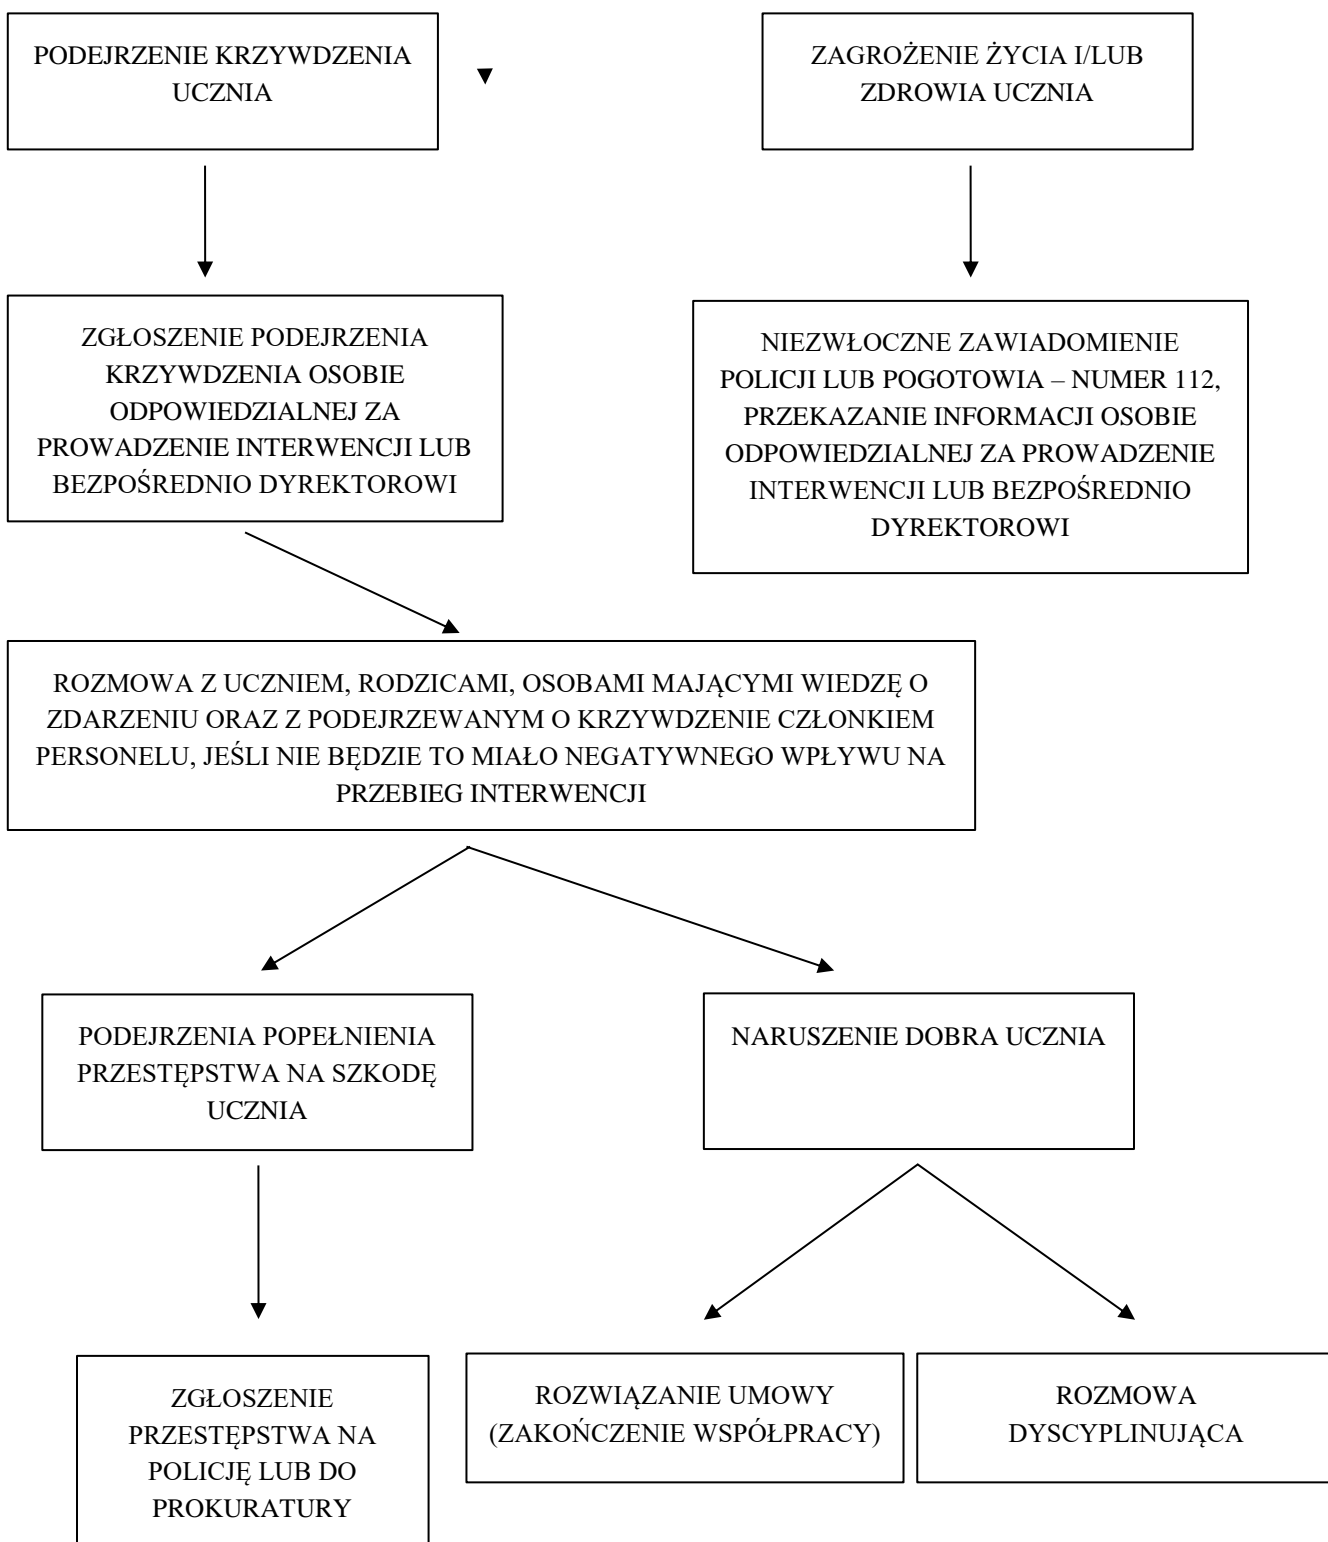 PODEJRZENIE KRZYWDZENIA
UCZNIA
ZAGROŻENIE ŻYCIA I/LUB
ZDROWIA UCZNIA
ZGŁOSZENIE PODEJRZENIA
KRZYWDZENIA OSOBIE
ODPOWIEDZIALNEJ ZA
PROWADZENIE INTERWENCJI LUB
BEZPOŚREDNIO DYREKTOROWI
NIEZWŁOCZNE ZAWIADOMIENIE
POLICJI LUB POGOTOWIA – NUMER 112,
PRZEKAZANIE INFORMACJI OSOBIE
ODPOWIEDZIALNEJ ZA PROWADZENIE
INTERWENCJI LUB BEZPOŚREDNIO
DYREKTOROWI
ROZMOWA Z UCZNIEM, RODZICAMI, OSOBAMI MAJĄCYMI WIEDZĘ O
ZDARZENIU ORAZ Z PODEJRZEWANYM O KRZYWDZENIE CZŁONKIEM
PERSONELU, JEŚLI NIE BĘDZIE TO MIAŁO NEGATYWNEGO WPŁYWU NA
PRZEBIEG INTERWENCJI
PODEJRZENIA POPEŁNIENIA
PRZESTĘPSTWA NA SZKODĘ
UCZNIA
NARUSZENIE DOBRA UCZNIA
ZGŁOSZENIE
PRZESTĘPSTWA NA
POLICJĘ LUB DO
PROKURATURY
ROZWIĄZANIE UMOWY
(ZAKOŃCZENIE WSPÓŁPRACY)
ROZMOWA
DYSCYPLINUJĄCA